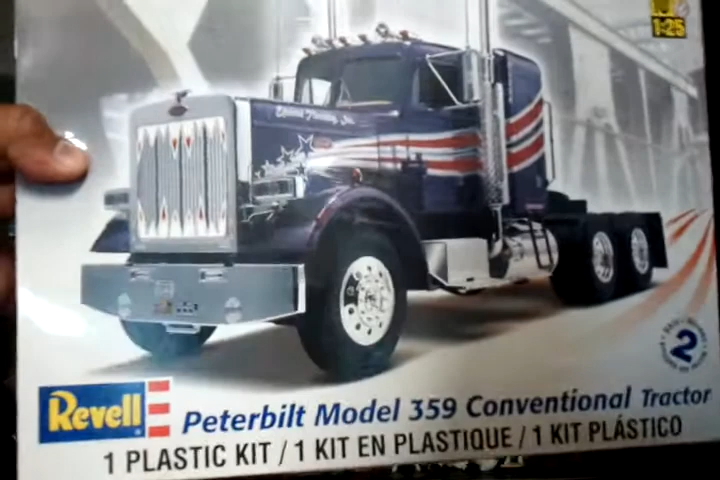 1:25
2
Revell
Peterbilt Model 359 Conventional Tractor
1 PLASTIC KIT / 1 KIT EN PLASTIQUE / 1 KIT PLÁSTICO